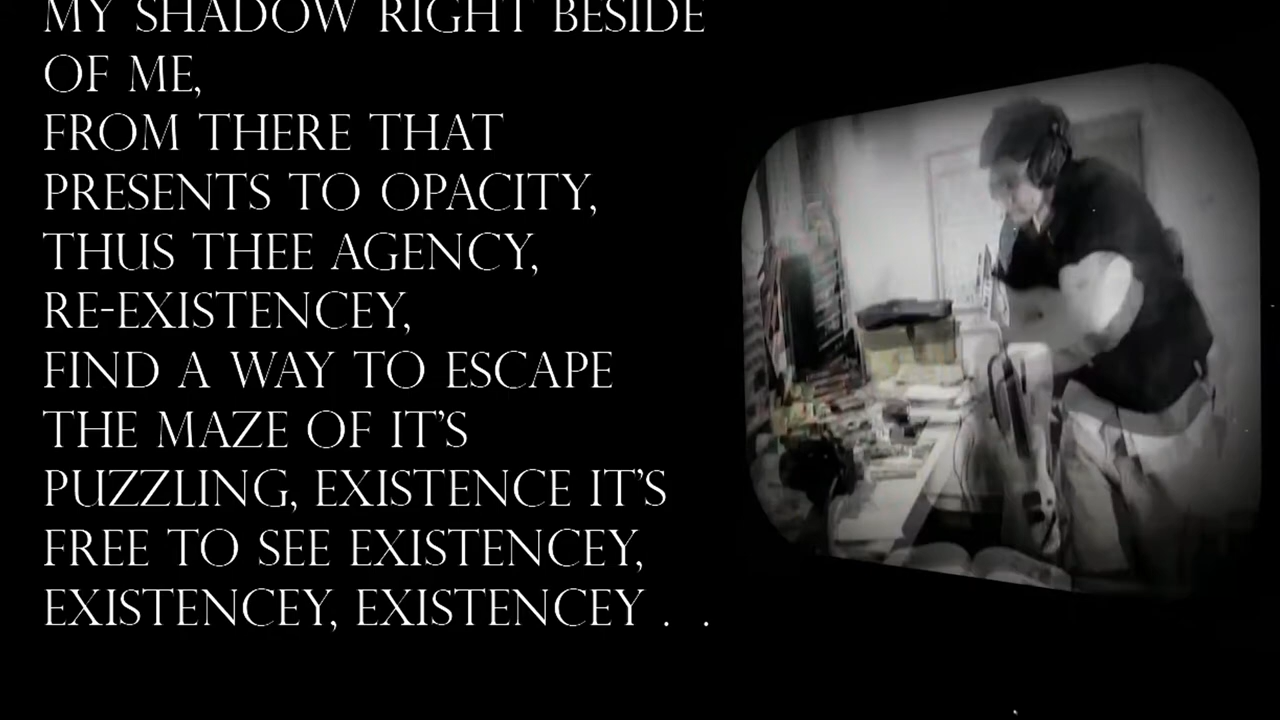 MY SHADOW RIGHT BESIDE
OF ME,
FROM THERE THAT
PRESENTS TO OPACITY,
THUS THEE AGENCY,
RE-EXISTENCEY,
FIND A WAY TO ESCAPE
THE MAZE OF IT'S
PUZZLING, EXISTENCE IT'S
FREE TO SEE EXISTENCEY,
EXISTENCEY, EXISTENCEY . .